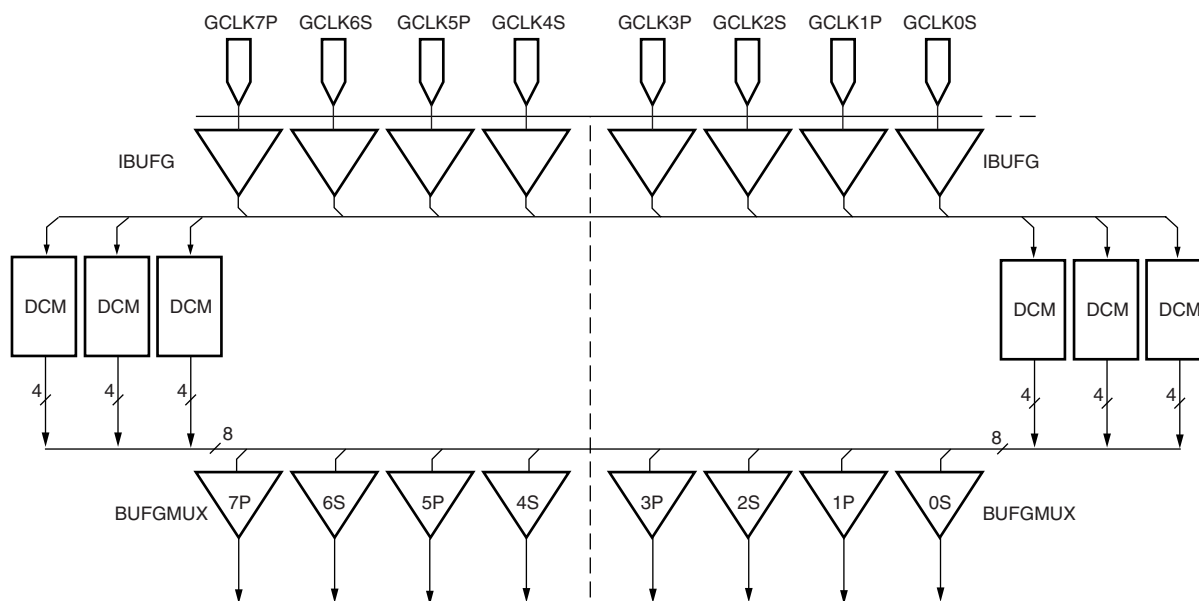 GCLK7P GCLK6S GCLK5P GCLK4S GCLK3P GCLK2S GCLK1P GCLK0S
IBUFG IBUFG
DCM DCM DCM DCM DCM DCM
4 4 4 4 4 4
8 8
BUFGMUX 7P 6S 5P 4S 3P 2S 1P 0S BUFGMUX